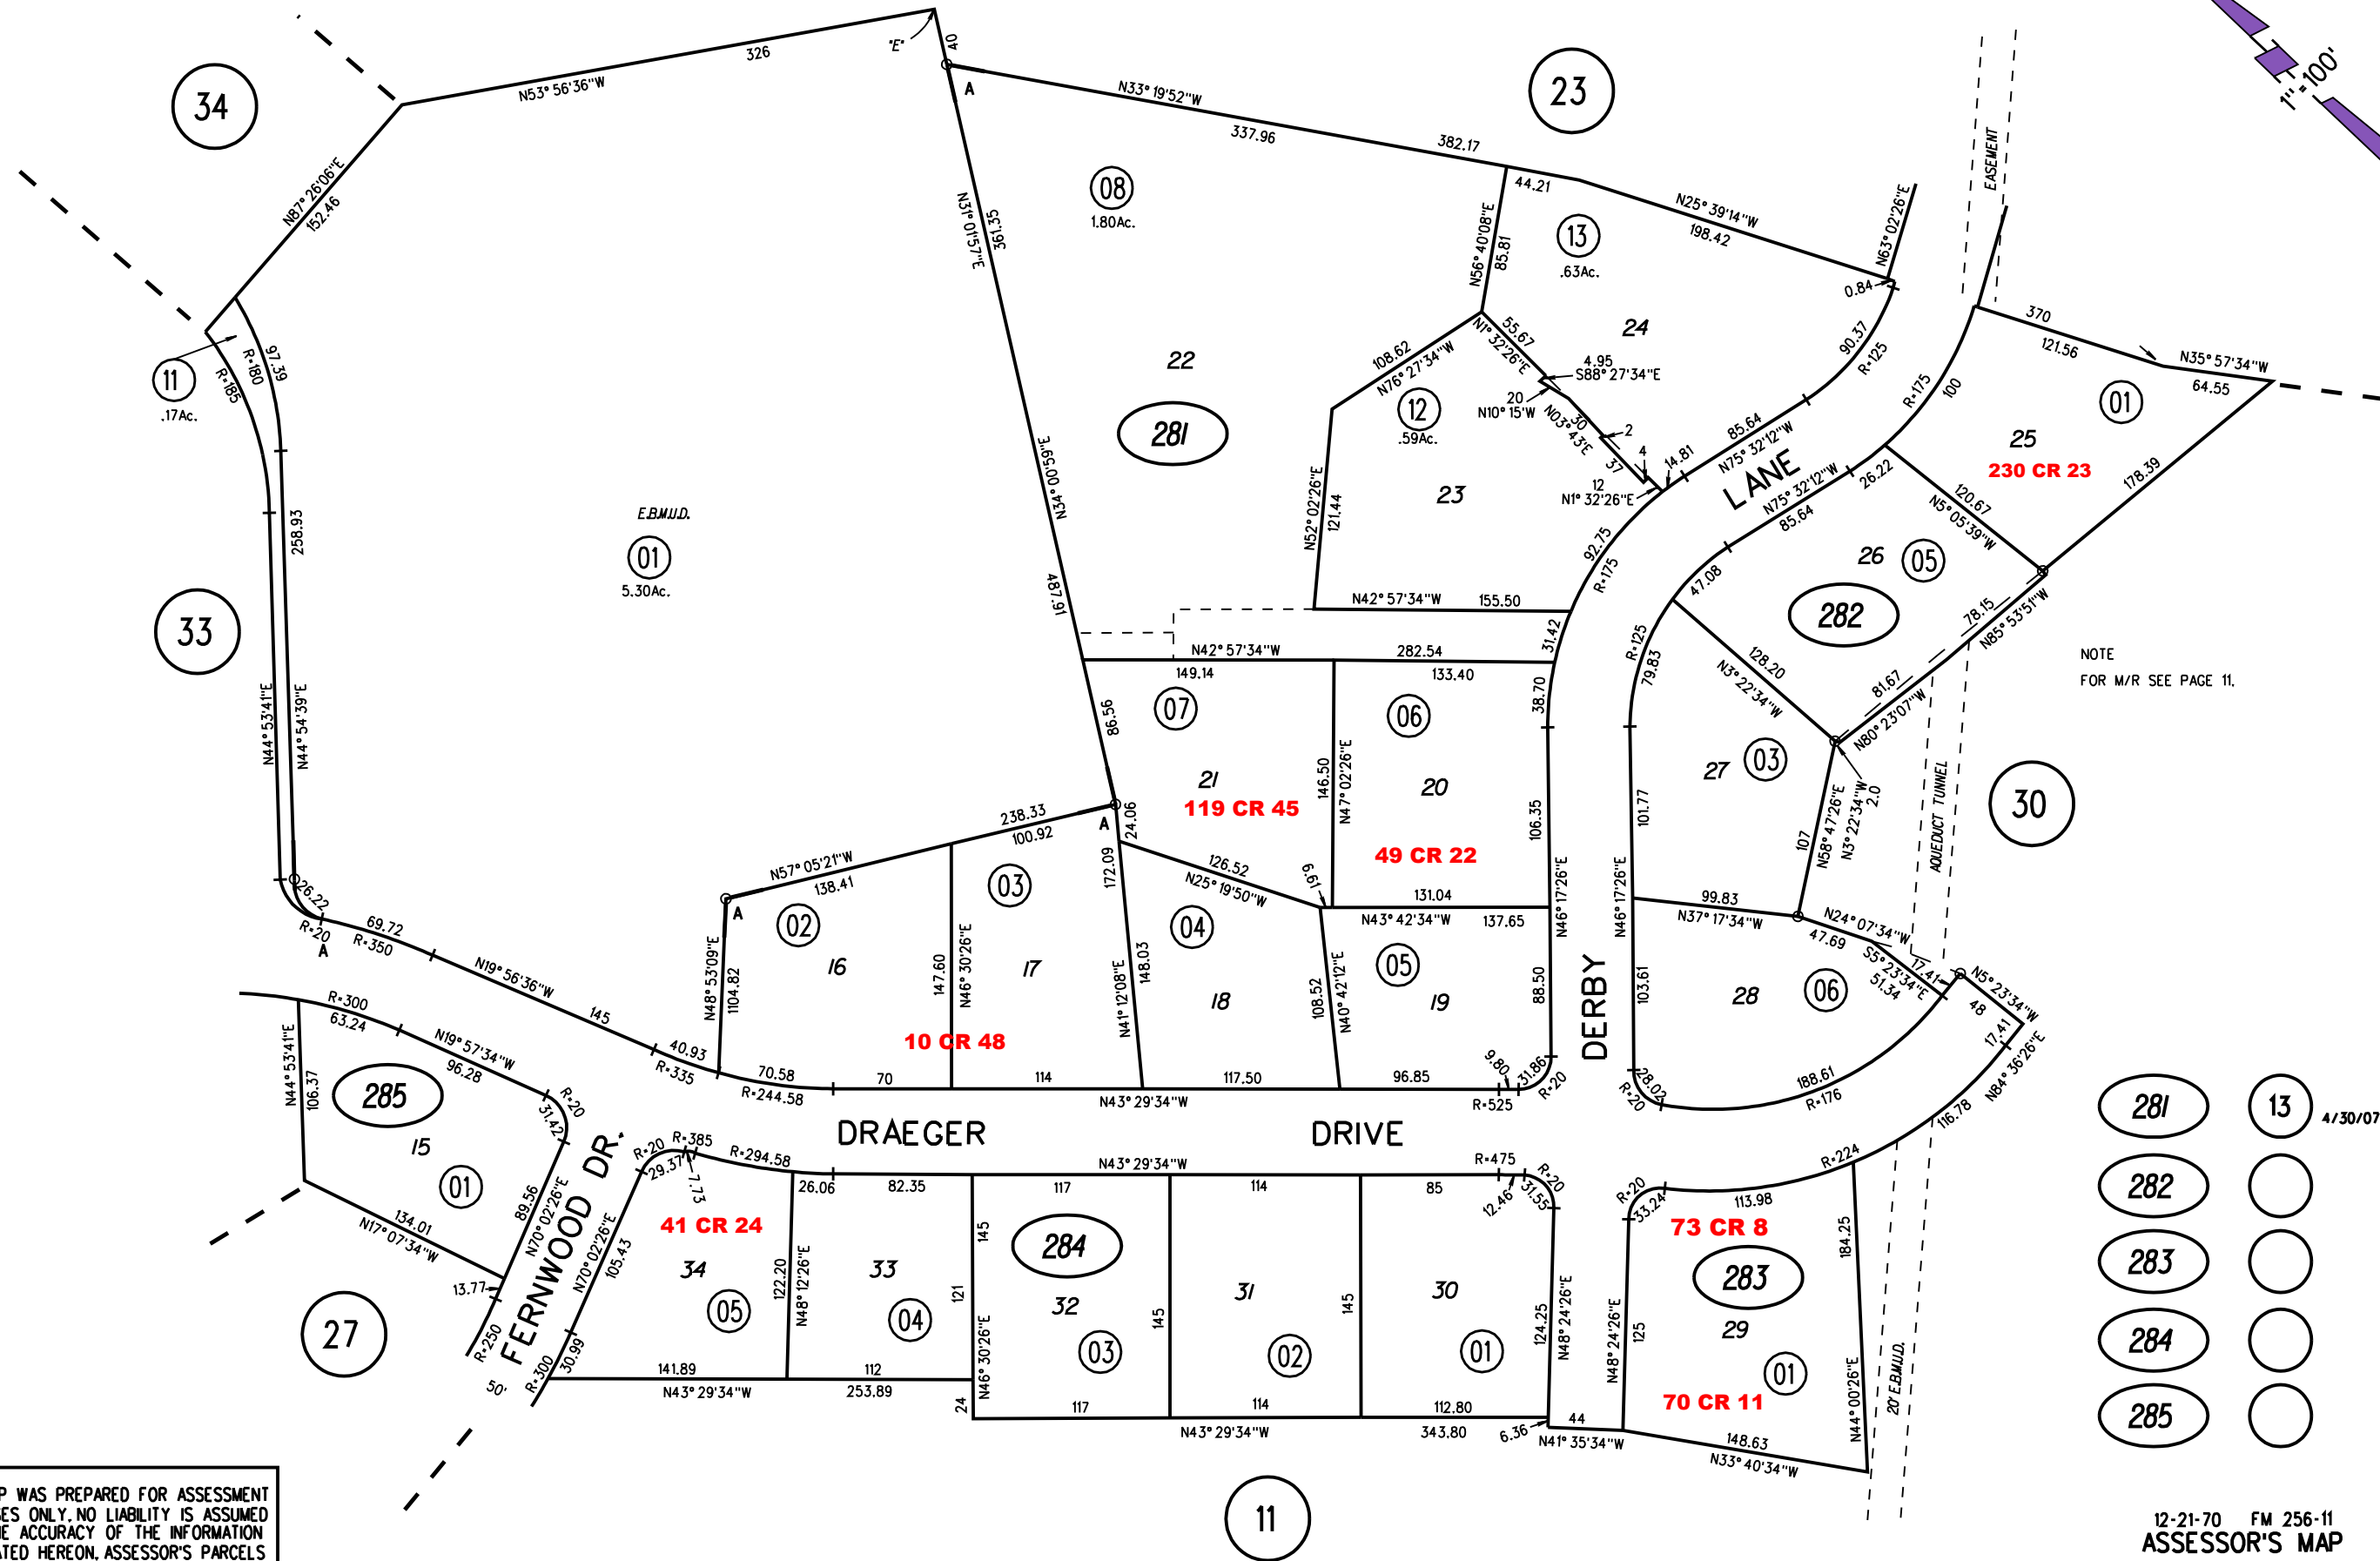 34
"E"
40
326
N53° 56'36"W
A
N33° 19'52"W
337.96
382.17
23
1"=100'
EASEMENT
N87° 26'06"E
152.46
08
1.80Ac.
N31° 01'57"E
361.35
44.21
N25° 39'14"W
198.42
N63° 02'26"E
13
.63Ac.
N56° 40'08"E
85.81
0.84
24
90.37
R=125
370
121.56
N35° 57'34"W
64.55
01
97.39
R=180
R=185
11
.17Ac.
22
281
108.62
N76° 27'34"W
55.67
N1° 32'26"E
4.95
S88° 27'34"E
20
N10° 15'W
30
N03° 43'E
2
37
4
12
N1° 32'26"E
14.81
85.64
N75° 32'12"W
R=175
100
25
230 CR 23
178.39
12
.59Ac.
23
N52° 02'26"E
121.44
LANE
N75° 32'12"W
85.64
26.22
120.67
N5° 05'39"W
258.93
E.B.M.U.D.
01
5.30Ac.
N34° 00'59"E
487.91
92.75
R=175
N42° 57'34"W
155.50
31.42
47.08
26
05
282
78.15
N85° 53'51"W
33
N44° 53'41"E
N44° 54'39"E
N42° 57'34"W
282.54
149.14
133.40
R=125
79.83
128.20
N3° 22'34"W
81.67
N80° 23'07"W
NOTE
FOR M/R SEE PAGE 11.
07
06
38.70
86.56
21
119 CR 45
146.50
N47° 02'26"E
20
49 CR 22
106.35
101.77
27
03
107
N58° 47'26"E
N3° 22'34"W
2.0
AQUEDUCT TUNNEL
30
238.33
100.92
A
24.06
N57° 05'21"W
138.41
172.09
126.52
N25° 19'50"W
6.61
131.04
N43° 42'34"W
137.65
N46° 17'26"E
N46° 17'26"E
99.83
N37° 17'34"W
N24° 07'34"W
47.69
26.22
R=20
A
69.72
R=350
N19° 56'36"W
145
A
02
16
03
17
04
18
05
19
N48° 53'09"E
1104.82
147.60
N46° 30'26"E
N41° 12'08"E
148.03
108.52
N40° 42'12"E
88.50
DERBY
103.61
28
06
S5° 23'34"E
51.34
17.41
N5° 23'34"W
48
17.41
N84° 36'26"E
10 CR 48
R=300
63.24
N19° 57'34"W
96.28
N44° 53'41"E
106.37
285
15
01
40.93
R=335
70.58
R=244.58
70
114
117.50
96.85
9.80
31.86
R=20
R=525
N43° 29'34"W
28.02
R=20
188.61
R=176
116.78
281
13
4/30/07
R=20
31.42
DRAEGER
DRIVE
R=20
29.37
R=385
7.73
R=294.58
N43° 29'34"W
R=475
R=20
31.55
12.46
R=224
282
134.01
N17° 07'34"W
89.56
N70° 02'26"E
FERNWOOD DR.
N70° 02'26"E
105.43
26.06
82.35
117
114
85
R=20
33.24
113.98
41 CR 24
73 CR 8
283
34
05
122.20
N48° 12'26"E
33
04
145
121
284
32
03
145
31
02
145
30
01
124.25
N48° 24'26"E
N48° 24'26"E
125
283
29
01
184.25
N44° 00'26"E
20' E.B.M.U.D.
13.77
R=250
50'
R=300
30.99
27
284
141.89
N43° 29'34"W
112
253.89
24
N46° 30'26"E
117
114
112.80
N43° 29'34"W
343.80
6.36
44
N41° 35'34"W
70 CR 11
148.63
N33° 40'34"W
285
P WAS PREPARED FOR ASSESSMENT
ES ONLY. NO LIABILITY IS ASSUMED
E ACCURACY OF THE INFORMATION
ATED HEREON. ASSESSOR'S PARCELS
11
12-21-70 FM 256-11
ASSESSOR'S MAP